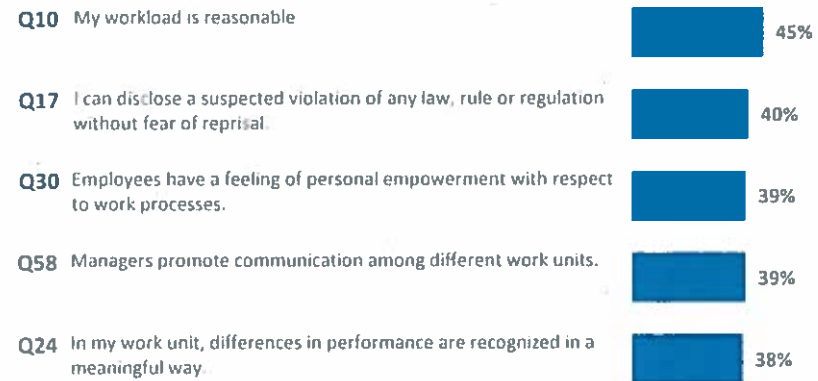 Q10 My workload is reasonable
45%
Q17 I can disclose a suspected violation of any law, rule or regulation
without fear of reprisal.
40%
Q30 Employees have a feeling of personal empowerment with respect
to work processes.
39%
Q58 Managers promote communication among different work units.
39%
Q24 In my work unit, differences in performance are recognized in a
meaningful way.
38%